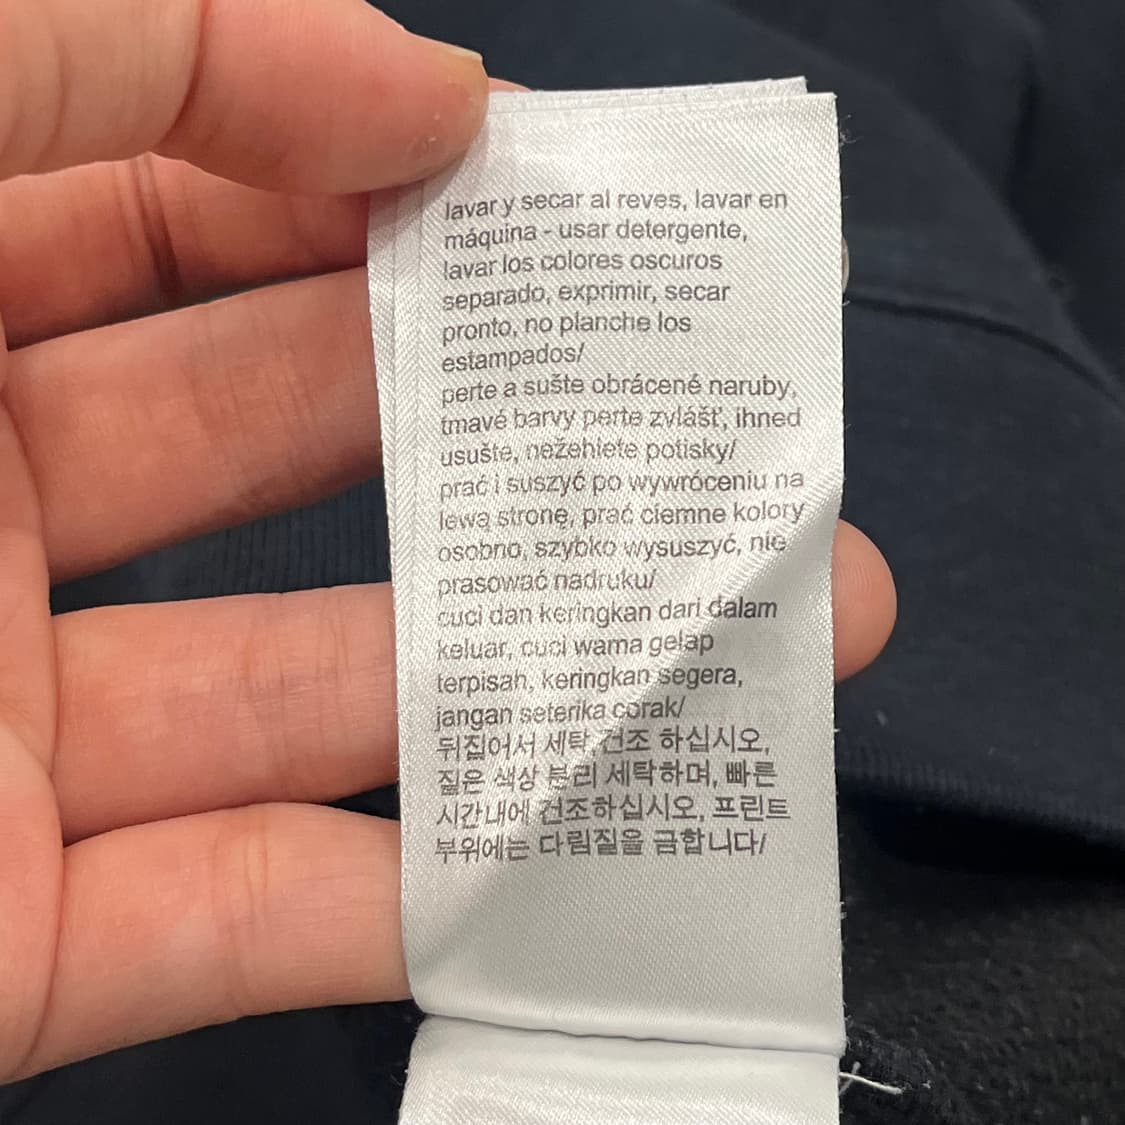 lavar y secar al reves, lavar en
máquina - usar detergente,
lavar los colores oscuros
separado, exprimir, secar
pronto, no planche los
estampados/
perte a sušte obrácené naruby,
tmavé barvy perte zvlášť, ihned
usušte, nežehlete potisky/
prać i suszyć po wywróceniu na
lewą stronę, prać ciemne kolory
osobno, szybko wysuszyć, nie
prasować nadruku/
cuci dan keringkan dari dalam
keluar, cuci warna gelap
terpisah, keringkan segera,
jangan seterika corak/
뒤집어서 세탁, 건조 하십시오,
짙은 색상 분리 세탁하며, 빠른
시간내에 건조하십시오, 프린트
부위에는 다림질을 금합니다/